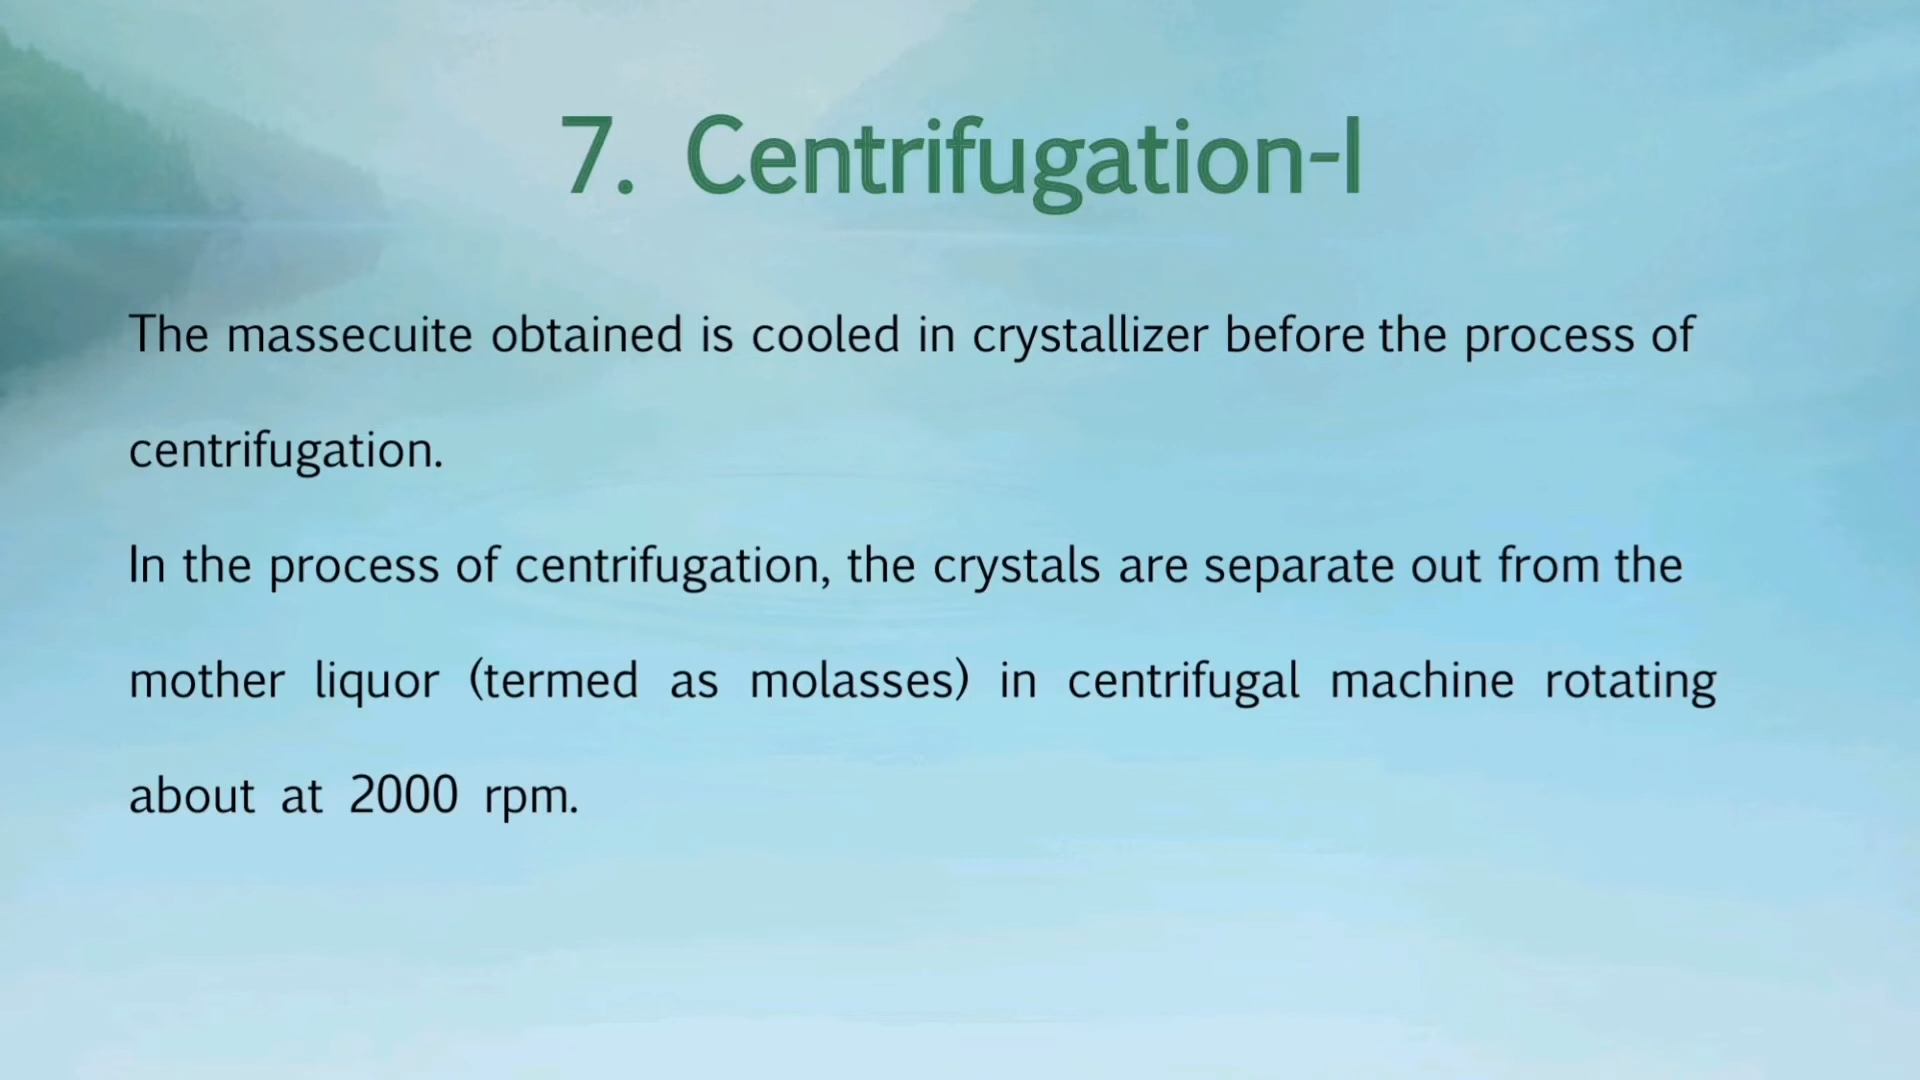 7. Centrifugation-I
The massecuite obtained is cooled in crystallizer before the process of
centrifugation.
In the process of centrifugation, the crystals are separate out from the
mother liquor (termed as molasses) in centrifugal machine rotating
about at 2000 rpm.